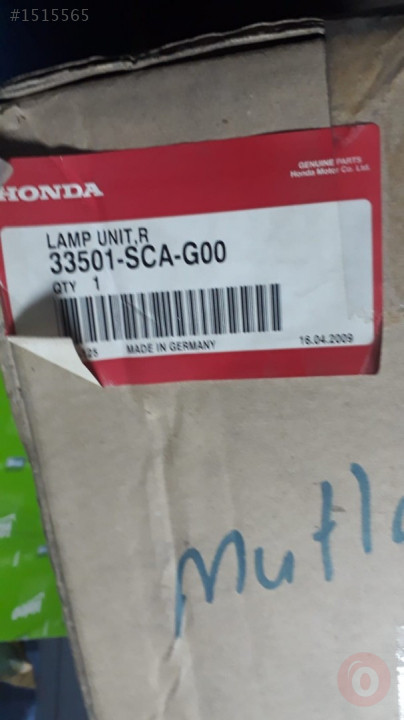 #1515565
GENUINE PARTS
Honda Motor Co. Ltd.
HONDA
LAMP UNIT,R
33501-SCA-G00
QTY 1
MADE IN GERMANY 16.04.2009